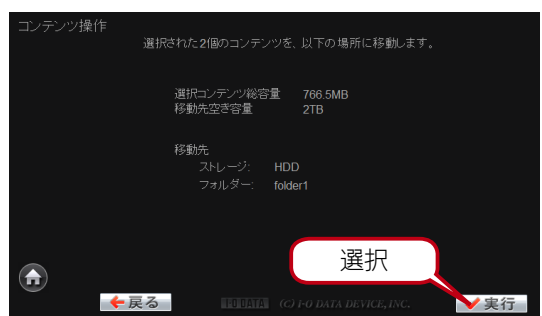 コンテンツ操作
選択された2個のコンテンツを、以下の場所に移動します。
選択コンテンツ総容量 766.5MB
移動先空き容量 2TB
移動先
ストレージ: HDD
フォルダー: folder1
選択
戻る I-O DATA (C) I-O DATA DEVICE, INC. 実行